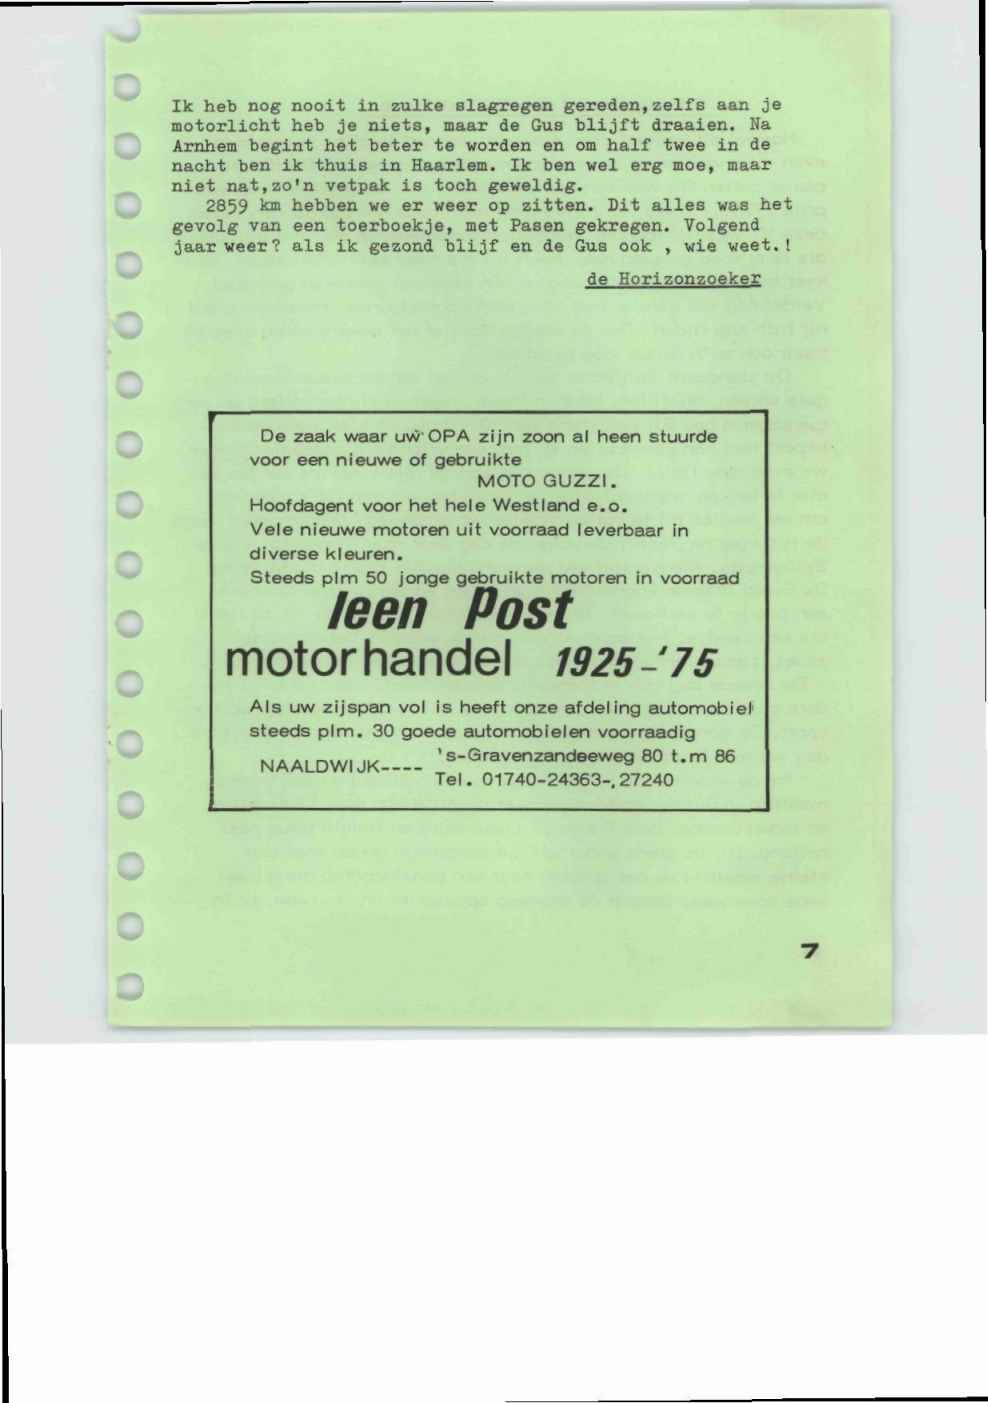 Ik heb nog nooit in zulke slagregen gereden,zelfs aan je
motorlicht heb je niets, maar de Gus blijft draaien. Na
Arnhem begint het beter te worden en om half twee in de
nacht ben ik thuis in Haarlem. Ik ben wel erg moe, maar
niet nat,zo'n vetpak is toch geweldig.
2859 km hebben we er weer op zitten. Dit alles was het
gevolg van een toerboekje, met Pasen gekregen. Volgend
jaar weer? als ik gezond blijf en de Gus ook , wie weet.!
de Horizonzoeker
De zaak waar uw OPA zijn zoon al heen stuurde
voor een nieuwe of gebruikte
MOTO GUZZI.
Hoofdagent voor het hele Westland e.o.
Vele nieuwe motoren uit voorraad leverbaar in
diverse kleuren.
Steeds plm 50 jonge gebruikte motoren in voorraad
leen Post
motorhandel 1925-'75
Als uw zijspan vol is heeft onze afdeling automobiel
steeds plm. 30 goede automobielen voorraadig
's-Gravenzandeeweg 80 t.m 86
NAALDWIJK----
Tel. 01740-24363-,27240
7